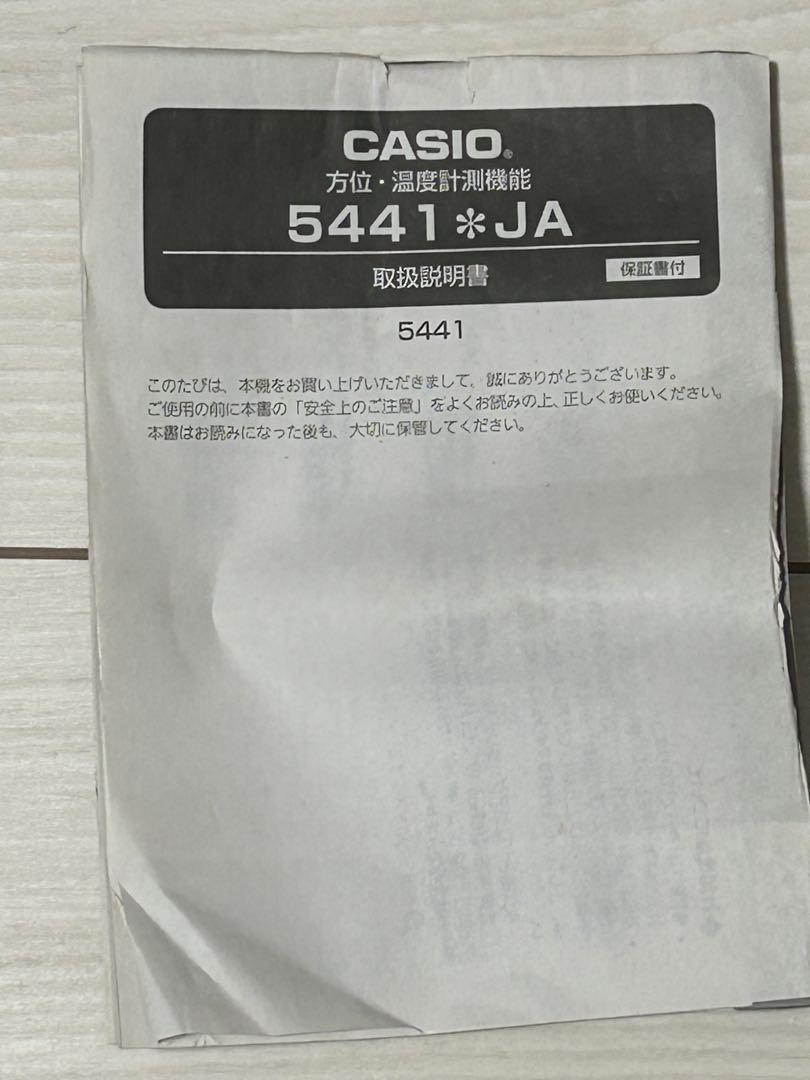 CASIO®
方位・温度計測機能
5441＊JA
取扱説明書
保証書付
5441
このたびは、本機をお買い上げいただきまして、誠にありがとうございます。
ご使用の前に本書の「安全上のご注意」をよくお読みの上、正しくお使いください。
本書はお読みになった後も、大切に保管してください。